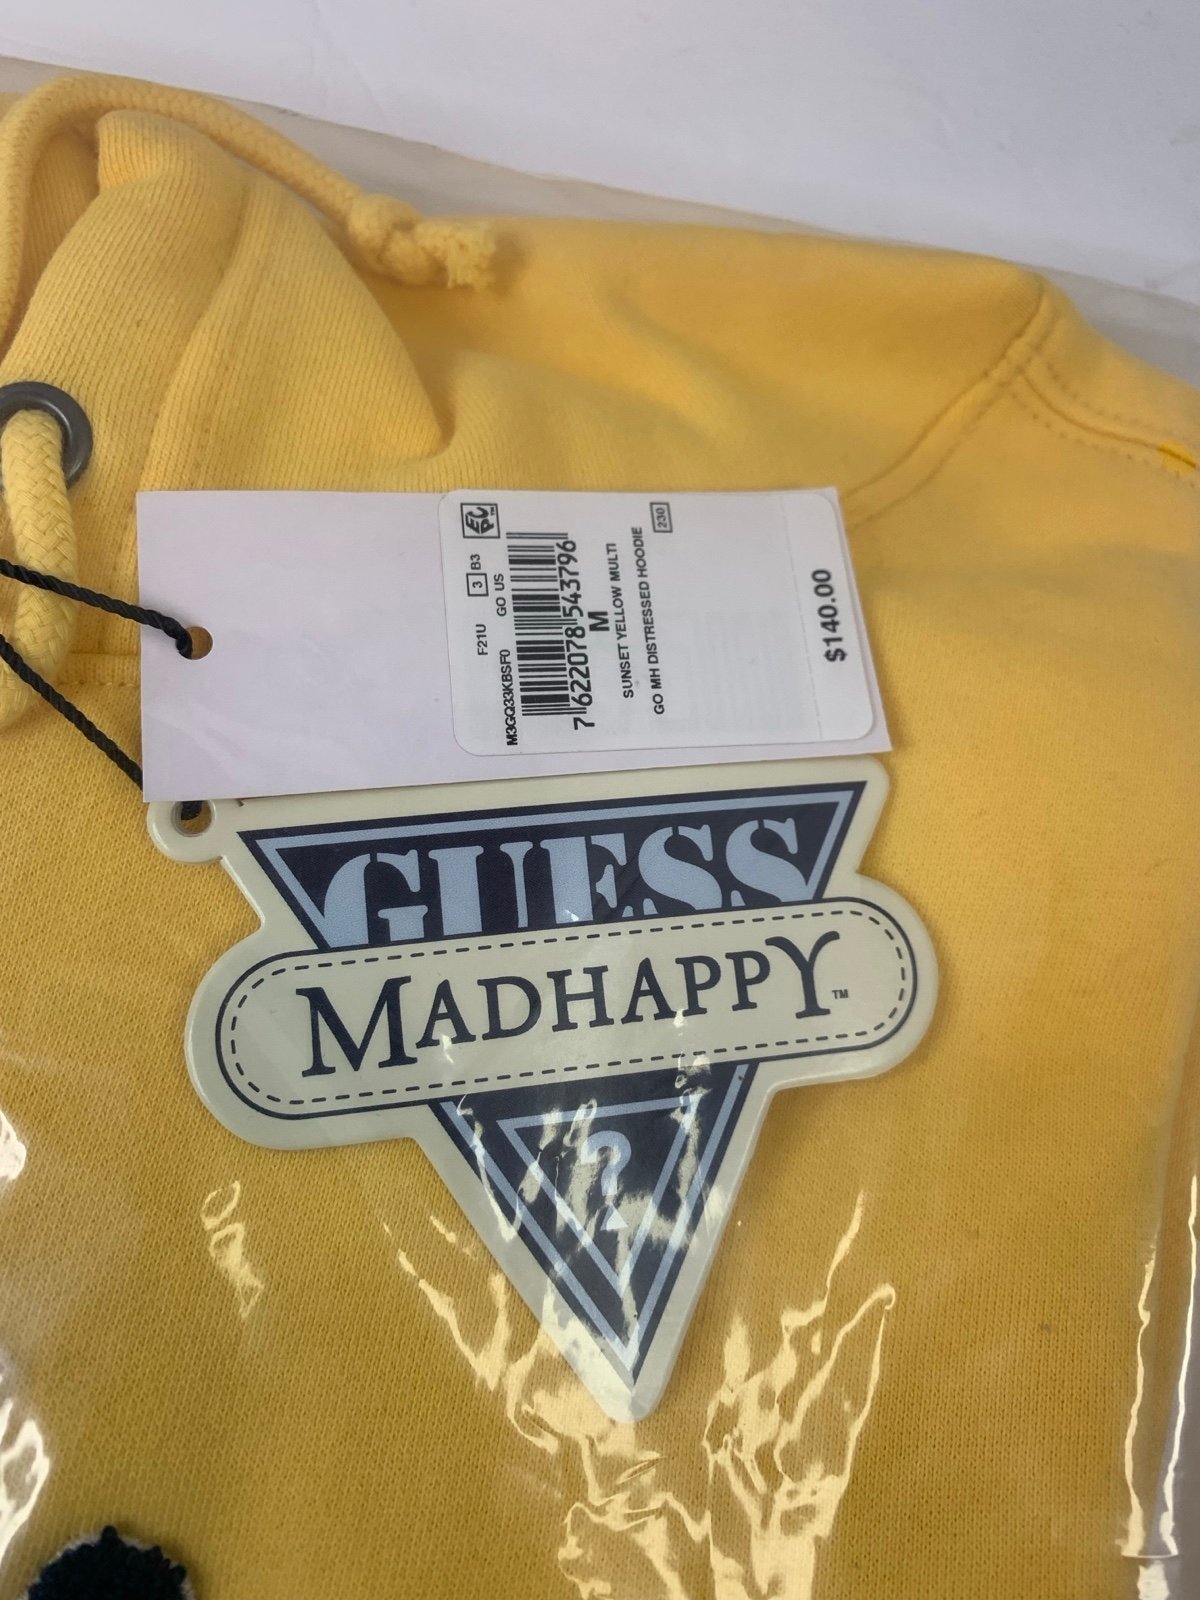 F21U 3 B3
M3GQ33KBSF0 GO US
7 622078 543796
M
SUNSET YELLOW MULTI
GO MH DISTRESSED HOODIE
230
$140.00
GUESS
MADHAPPY™
?